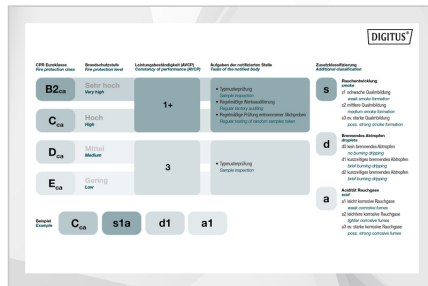 DIGITUS®
CPR Euroklasse
Fire protection class
Brandschutzstufe
Fire protection level
Leistungsbeständigkeit (AVCP)
Constancy of performance (AVCP)
Aufgaben der notifizierten Stelle
Tasks of the notified body
Zusatzklassifizierung
Additional classification
B2ca
Sehr hoch
Very high
1+
• Typmusterprüfung
Sample inspection
• Regelmäßige Werksauditierung
Regular factory auditing
• Regelmäßige Prüfung entnommener Stichproben
Regular testing of random samples taken
Cca
Hoch
High
Dca
Mittel
Medium
3
• Typmusterprüfung
Sample inspection
Eca
Gering
Low
s
Rauchentwicklung
smoke
s1 schwache Qualmbildung
weak smoke formation
s2 mittlere Qualmbildung
medium smoke formation
s3 ev. starke Qualmbildung
poss. strong smoke formation
d
Brennendes Abtropfen
droplets
d0 kein brennendes Abtropfen
no burning dripping
d1 kurzzeitiges brennendes Abtropfen
brief burning dripping
d2 kurzzeitiges brennendes Abtropfen
brief burning dripping
a
Acidität Rauchgase
acid
a1 leicht korrosive Rauchgase
weak corrosive fumes
a2 leichtere korrosive Rauchgase
lighter corrosive fumes
a3 ev. starke korrosive Rauchgase
poss. strong corrosive fumes
Beispiel
Example
Cca
s1a
d1
a1